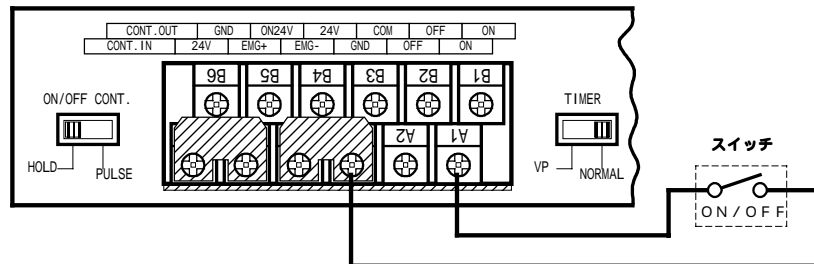 CONT.OUT GND ON24V 24V COM OFF ON
CONT.IN 24V EMG+ EMG- GND OFF ON
B6 B5 B4 B3 B2 B1
ON/OFF CONT.
TIMER
A2 A1
スイッチ
HOLD PULSE
VP NORMAL
ON/OFF